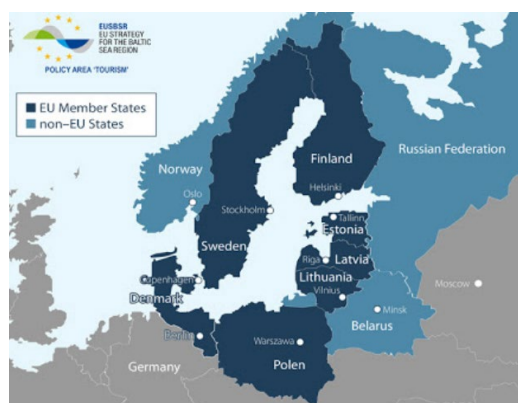 EUSBSR
EU STRATEGY
FOR THE BALTIC
SEA REGION
POLICY AREA 'TOURISM'
EU Member States
non-EU States
Norway
Oslo
Finland
Helsinki
Russian Federation
Stockholm
Sweden
Tallinn
Estonia
Riga
Latvia
Lithuania
Vilnius
Moscow
Copenhagen
Denmark
Minsk
Belarus
Berlin
Warszawa
Germany
Polen